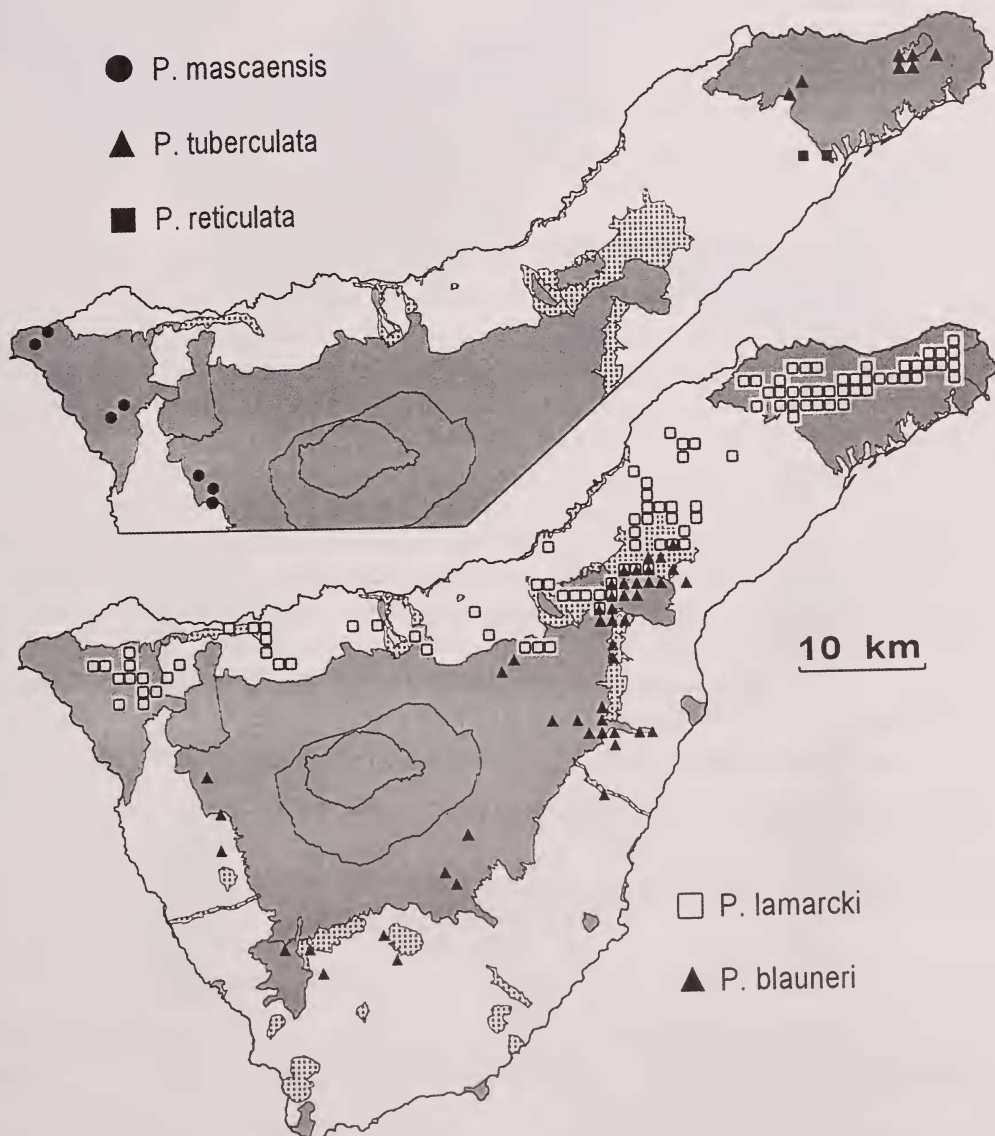 P. mascaensis
P. tuberculata
P. reticulata
10 km
P. lamarcki
P. blauneri